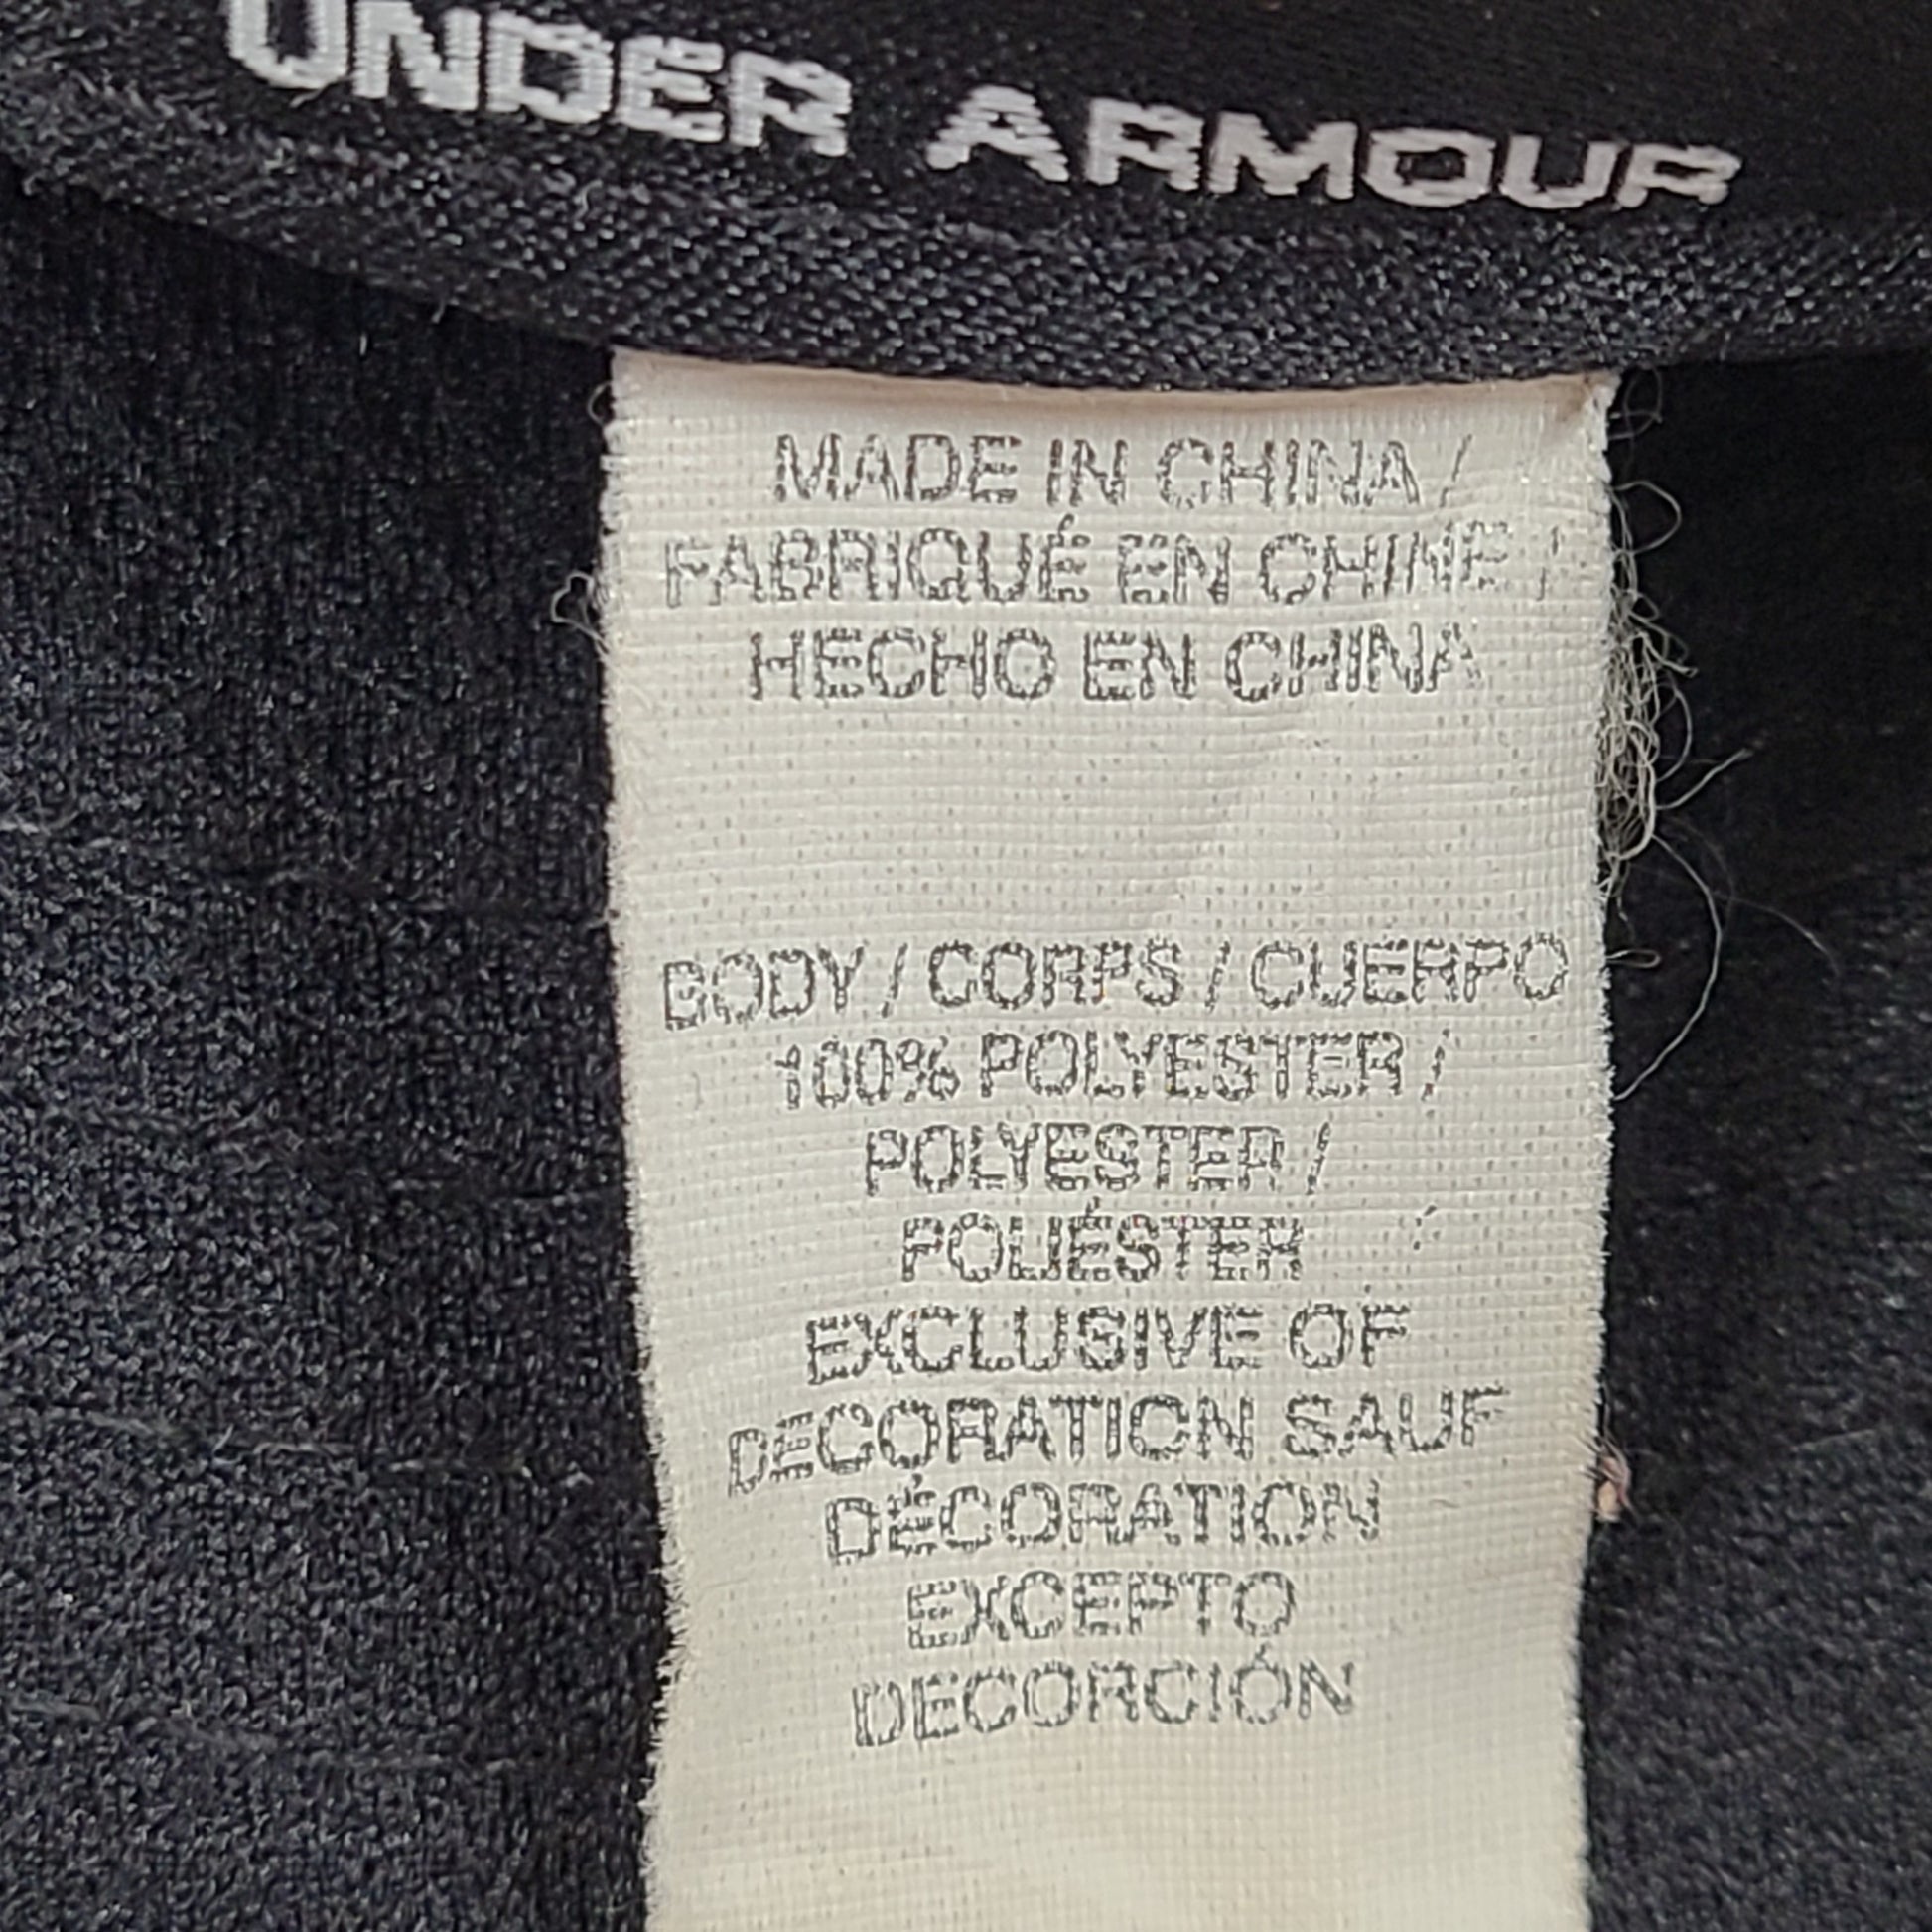 UNDER ARMOUR
MADE IN CHINA /
FABRIQUÉ EN CHINE /
HECHO EN CHINA
BODY / CORPS / CUERPO
100% POLYESTER /
POLYESTER /
POLIÉSTER
EXCLUSIVE OF
DECORATION SAUF
DÉCORATION
EXCEPTO
DECORCIÓN